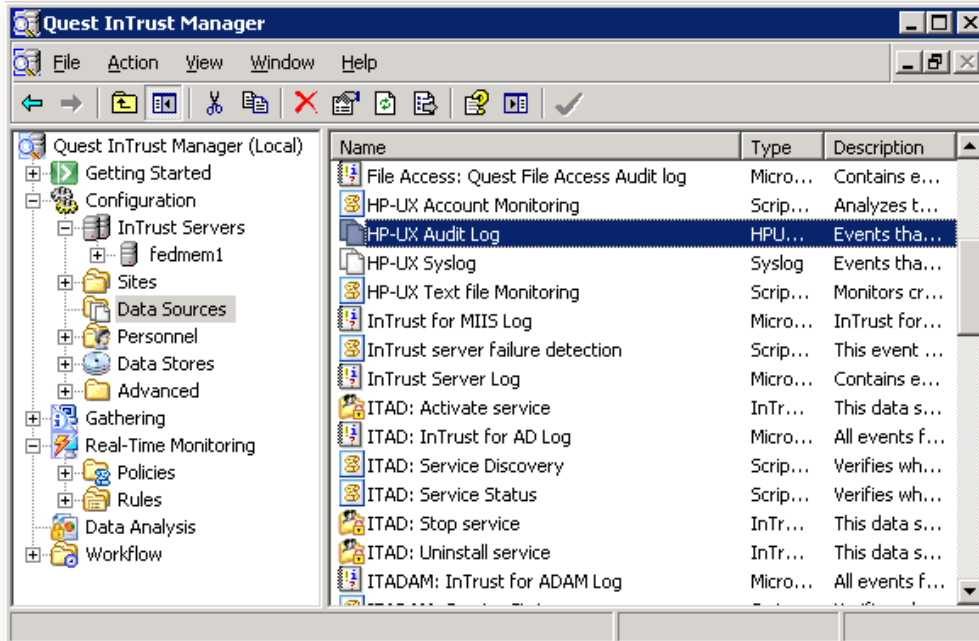 Quest InTrust Manager
File Action View Window Help
Quest InTrust Manager (Local)
Getting Started
Configuration
InTrust Servers
fedmem1
Sites
Data Sources
Personnel
Data Stores
Advanced
Gathering
Real-Time Monitoring
Policies
Rules
Data Analysis
Workflow
Name Type Description
File Access: Quest File Access Audit log Micro... Contains e...
HP-UX Account Monitoring Scrip... Analyzes t...
HP-UX Audit Log HPU... Events tha...
HP-UX Syslog Syslog Events tha...
HP-UX Text file Monitoring Scrip... Monitors cr...
InTrust for MIIS Log Micro... InTrust for...
InTrust server failure detection Scrip... This event ...
InTrust Server Log Micro... Contains e...
ITAD: Activate service InTr... This data s...
ITAD: InTrust for AD Log Micro... All events f...
ITAD: Service Discovery Scrip... Verifies wh...
ITAD: Service Status Scrip... Verifies wh...
ITAD: Stop service InTr... This data s...
ITAD: Uninstall service InTr... This data s...
ITADAM: InTrust for ADAM Log Micro... All events f...